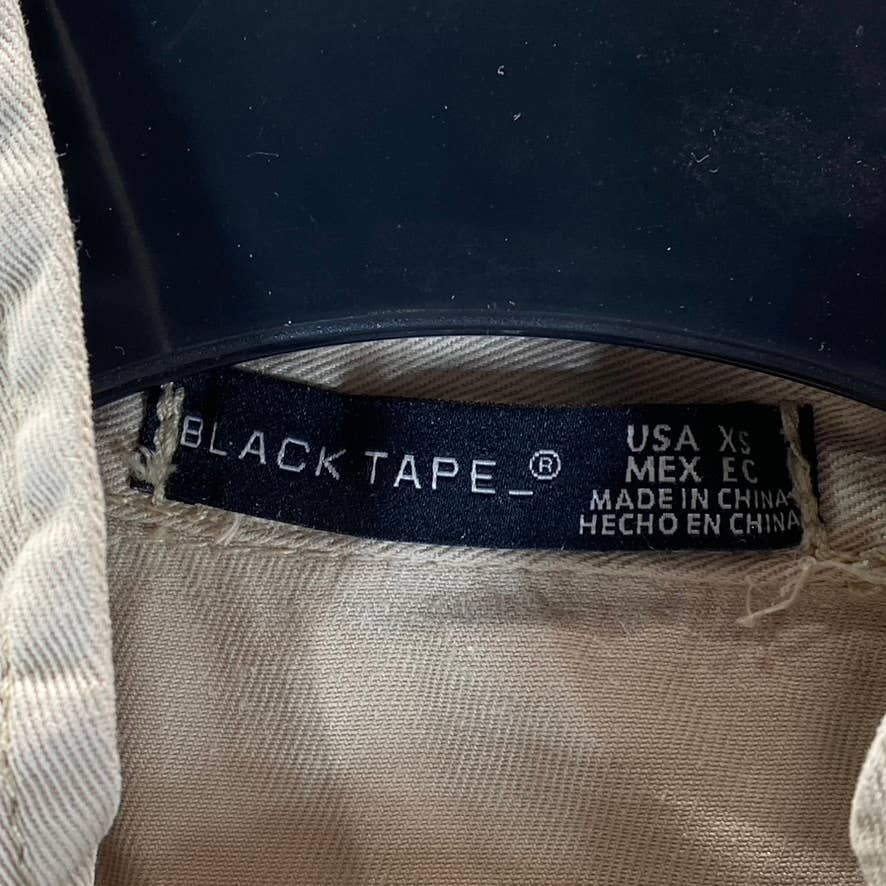 BLACK TAPE_®
USA XS
MEX EC
MADE IN CHINA
HECHO EN CHINA